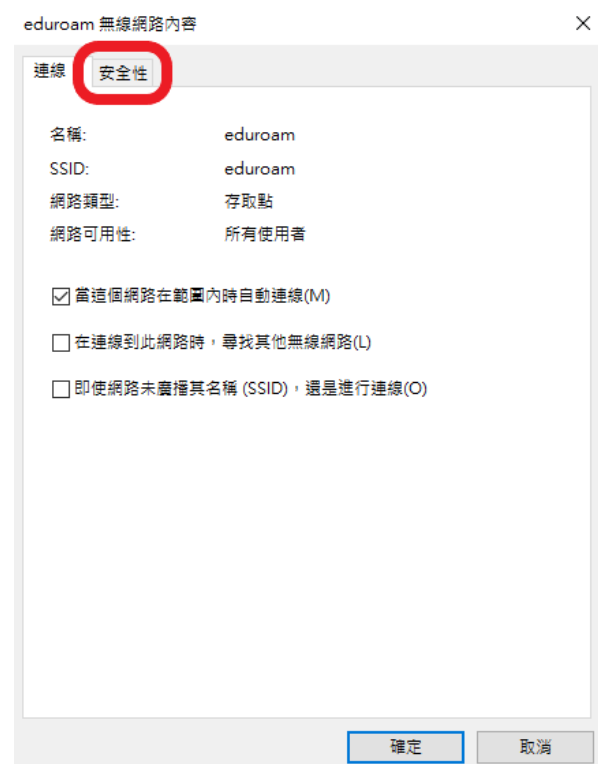 eduroam 無線網路內容
連線 安全性
名稱: eduroam
SSID: eduroam
網路類型: 存取點
網路可用性: 所有使用者
當這個網路在範圍內時自動連線(M)
在連線到此網路時，尋找其他無線網路(L)
即使網路未廣播其名稱 (SSID)，還是進行連線(O)
確定 取消